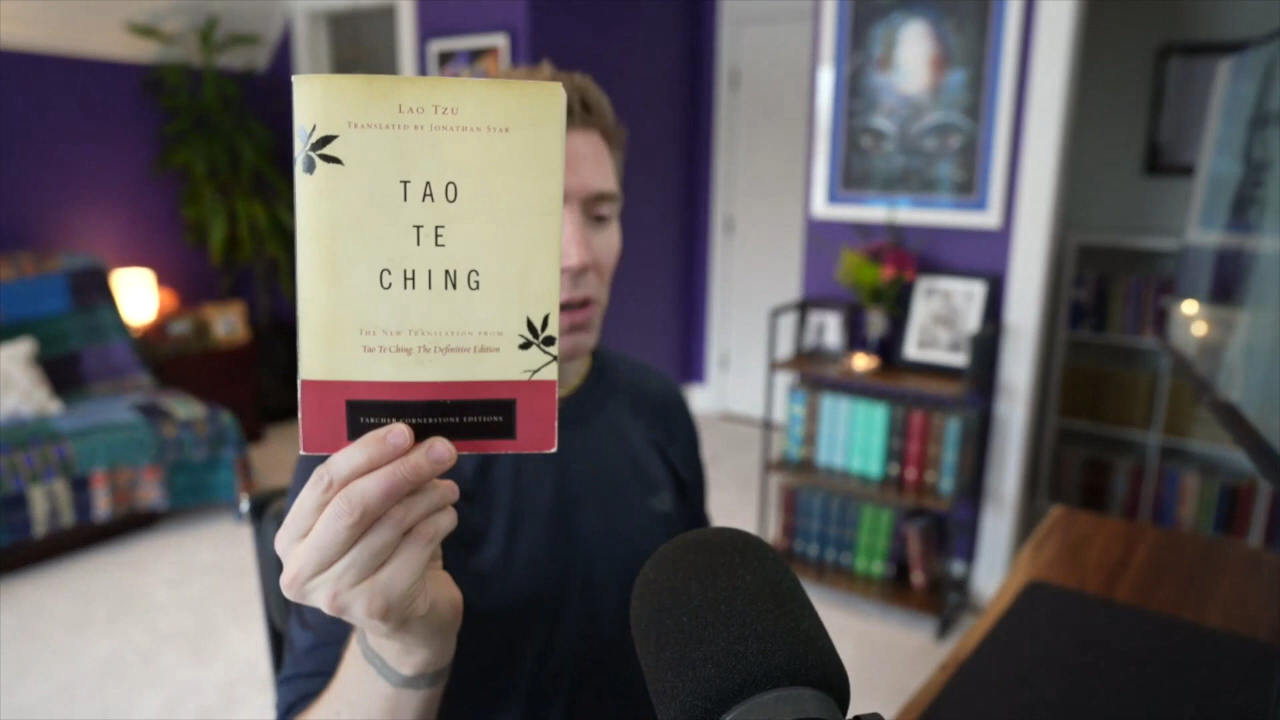 LAO TZU
TRANSLATED BY JONATHAN STAR
TAO
TE
CHING
THE NEW TRANSLATION FROM
Tao Te Ching: The Definitive Edition
TARCHER CORNERSTONE EDITIONS